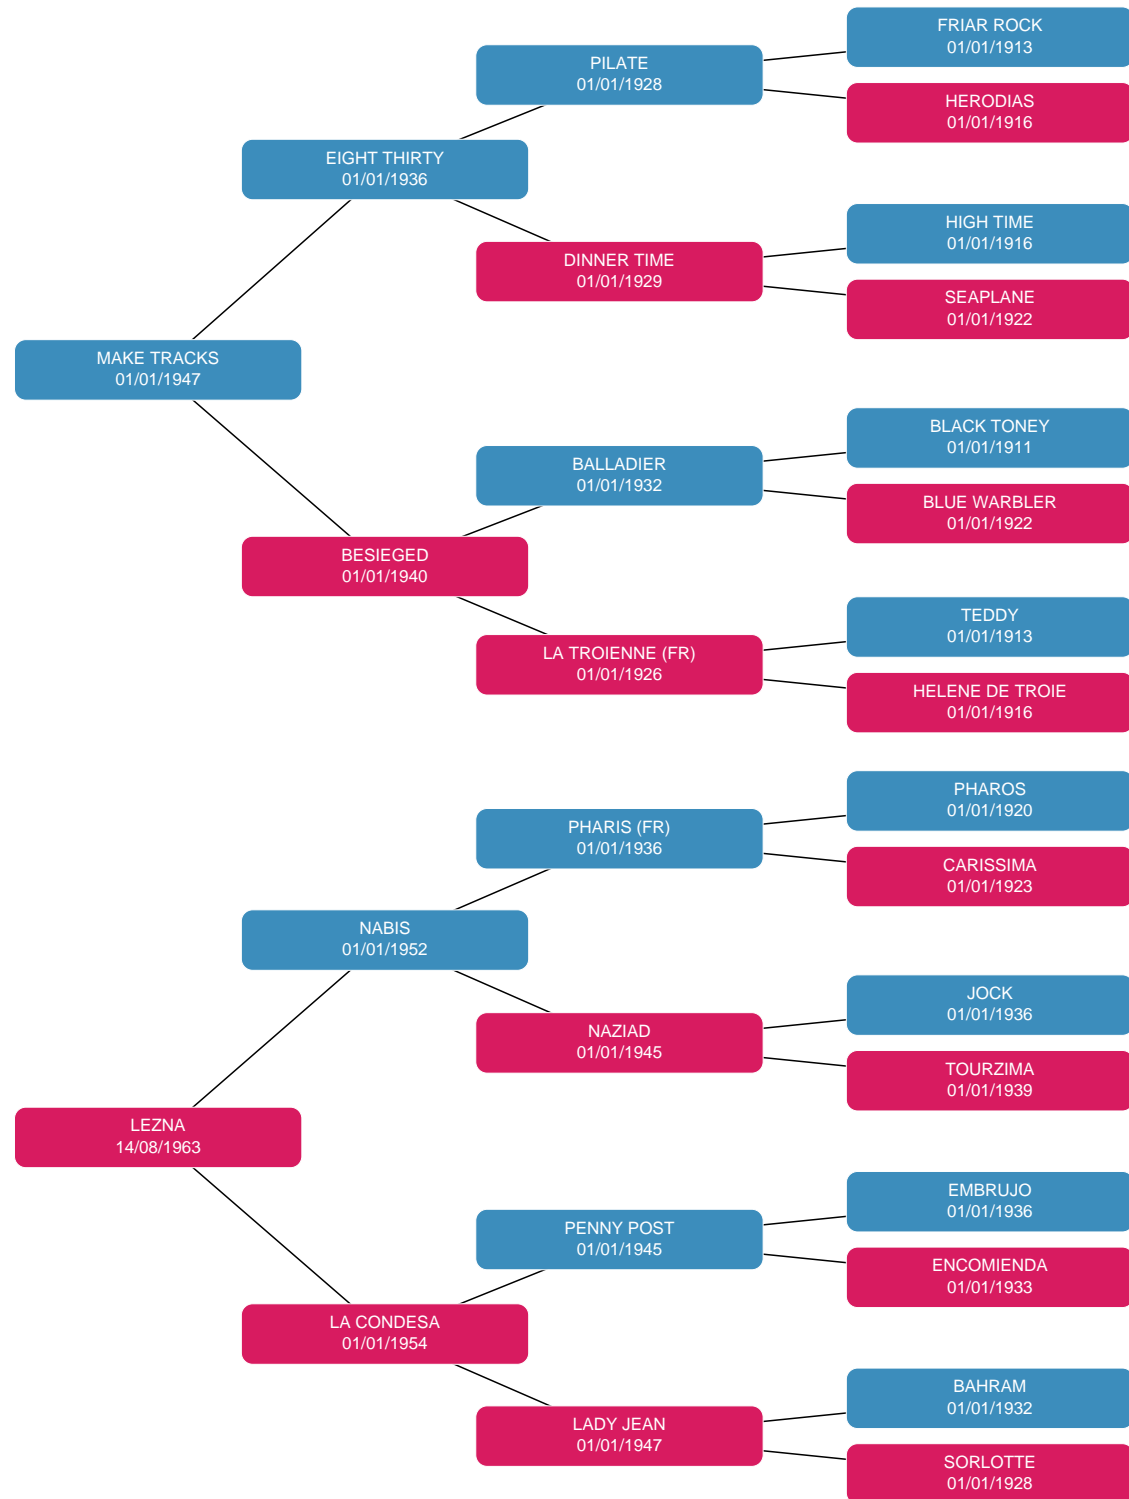 FRIAR ROCK
01/01/1913
PILATE
01/01/1928
HERODIAS
01/01/1916
EIGHT THIRTY
01/01/1936
HIGH TIME
01/01/1916
DINNER TIME
01/01/1929
SEAPLANE
01/01/1922
MAKE TRACKS
01/01/1947
BLACK TONEY
01/01/1911
BALLADIER
01/01/1932
BLUE WARBLER
01/01/1922
BESIEGED
01/01/1940
TEDDY
01/01/1913
LA TROIENNE (FR)
01/01/1926
HELENE DE TROIE
01/01/1916
PHAROS
01/01/1920
PHARIS (FR)
01/01/1936
CARISSIMA
01/01/1923
NABIS
01/01/1952
JOCK
01/01/1936
NAZIAD
01/01/1945
TOURZIMA
01/01/1939
LEZNA
14/08/1963
EMBRUJO
01/01/1936
PENNY POST
01/01/1945
ENCOMIENDA
01/01/1933
LA CONDESA
01/01/1954
BAHRAM
01/01/1932
LADY JEAN
01/01/1947
SORLOTTE
01/01/1928